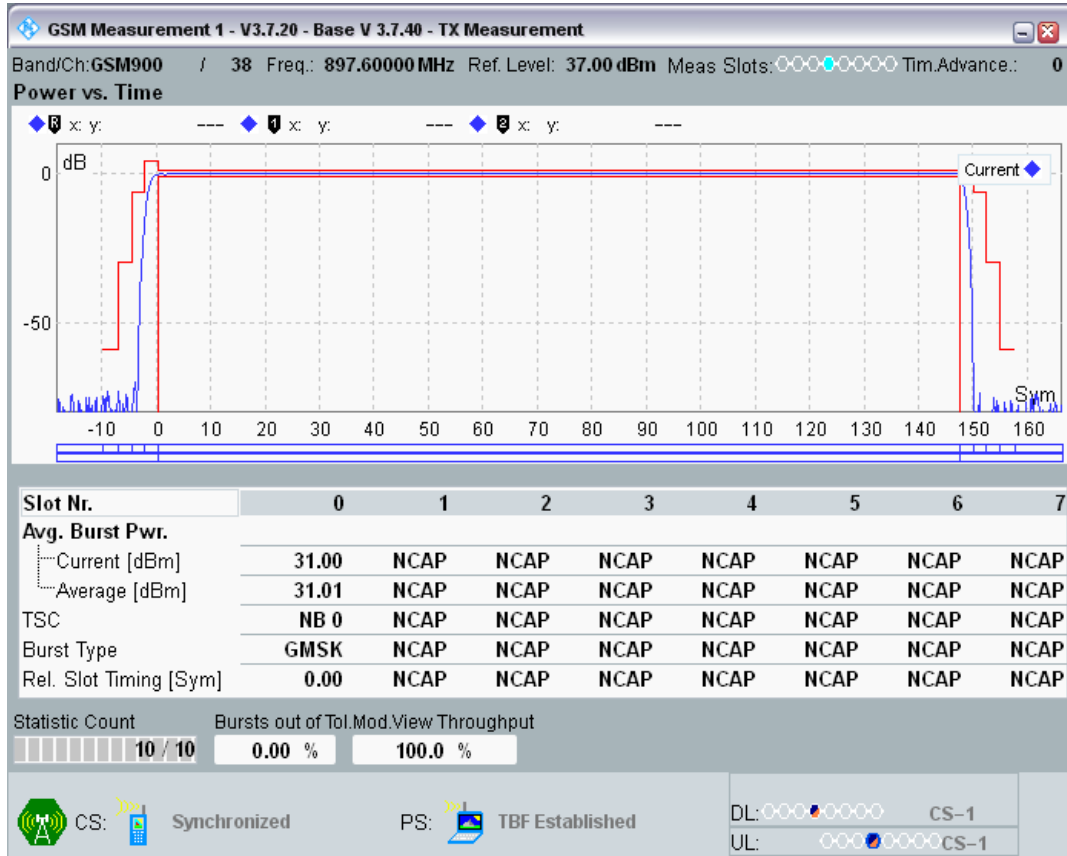 GSM Measurement 1 - V3.7.20 - Base V 3.7.40 - TX Measurement
Band/Ch:GSM900 / 38 Freq.: 897.60000 MHz Ref. Level: 37.00 dBm Meas Slots: Tim.Advance.: 0
Power vs. Time
R x: y: --- 1 x: y: --- 2 x: y: ---
dB
Current
0
-50
Sym
-10 0 10 20 30 40 50 60 70 80 90 100 110 120 130 140 150 160
Slot Nr. 0 1 2 3 4 5 6 7
Avg. Burst Pwr.
Current [dBm] 31.00 NCAP NCAP NCAP NCAP NCAP NCAP NCAP
Average [dBm] 31.01 NCAP NCAP NCAP NCAP NCAP NCAP NCAP
TSC NB 0 NCAP NCAP NCAP NCAP NCAP NCAP NCAP
Burst Type GMSK NCAP NCAP NCAP NCAP NCAP NCAP NCAP
Rel. Slot Timing [Sym] 0.00 NCAP NCAP NCAP NCAP NCAP NCAP NCAP
Statistic Count Bursts out of Tol. Mod.View Throughput
10 / 10 0.00 % 100.0 %
CS: Synchronized PS: TBF Established DL: CS-1
UL: CS-1